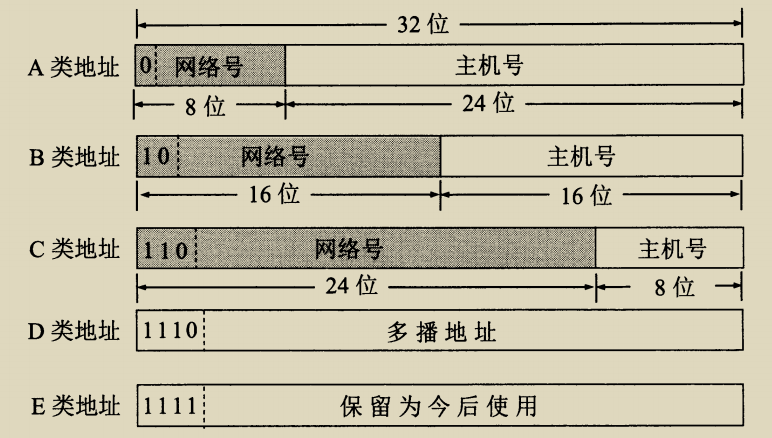 32 位
A 类地址 0 网络号 主机号
8 位 24 位
B 类地址 10 网络号 主机号
16 位 16 位
C 类地址 110 网络号 主机号
24 位 8 位
D 类地址 1110 多播地址
E 类地址 1111 保留为今后使用